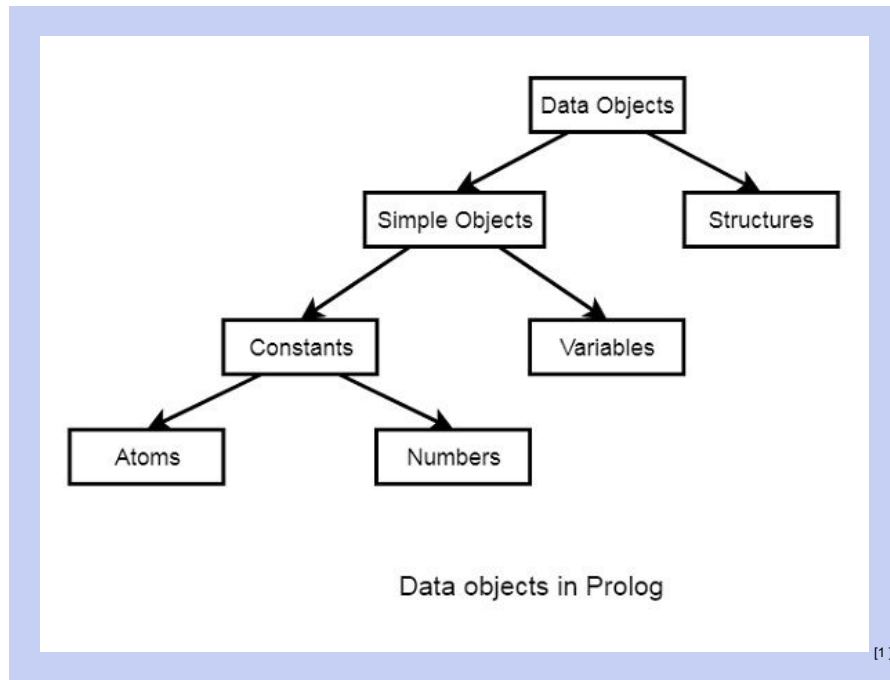 Data Objects
Simple Objects
Structures
Constants
Variables
Atoms
Numbers
Data objects in Prolog
[1]